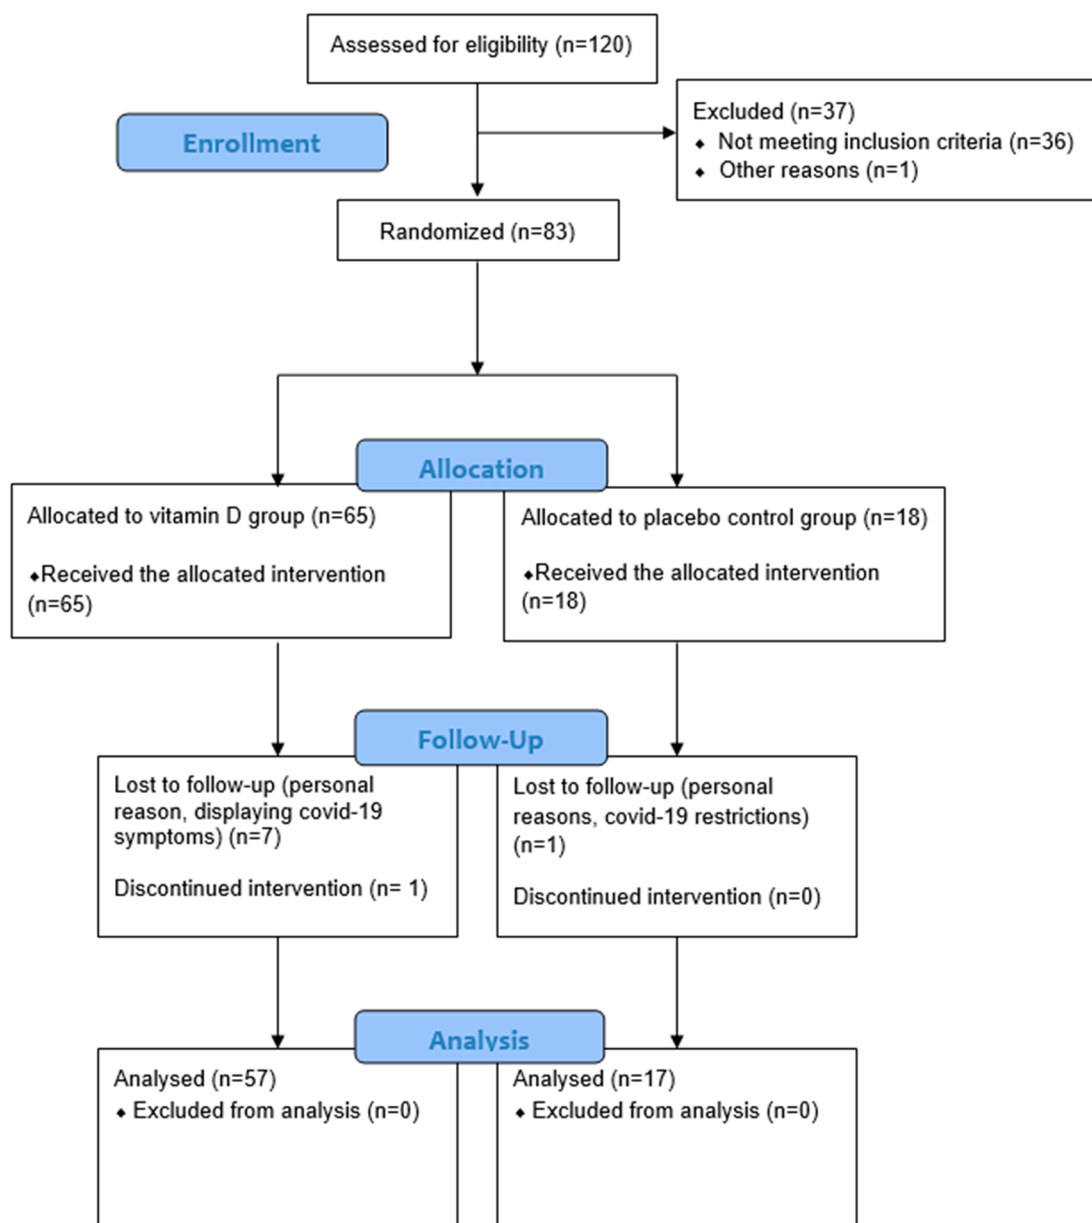 Assessed for eligibility (n=120)
Enrollment
Excluded (n=37)
⬥ Not meeting inclusion criteria (n=36)
⬥ Other reasons (n=1)
Randomized (n=83)
Allocation
Allocated to vitamin D group (n=65)
⬥Received the allocated intervention
(n=65)
Allocated to placebo control group (n=18)
⬥Received the allocated intervention
(n=18)
Follow-Up
Lost to follow-up (personal
reason, displaying covid-19
symptoms) (n=7)
Discontinued intervention (n= 1)
Lost to follow-up (personal
reasons, covid-19 restrictions)
(n=1)
Discontinued intervention (n=0)
Analysis
Analysed (n=57)
⬥ Excluded from analysis (n=0)
Analysed (n=17)
⬥ Excluded from analysis (n=0)